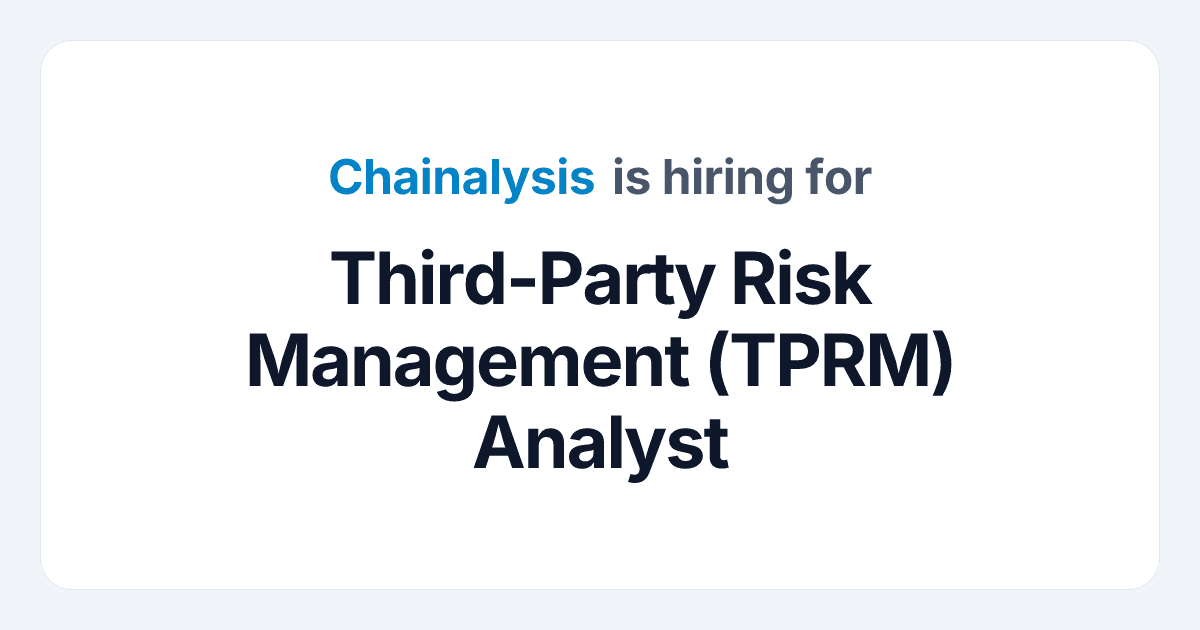 Chainalysis is hiring for
Third-Party Risk
Management (TPRM)
Analyst